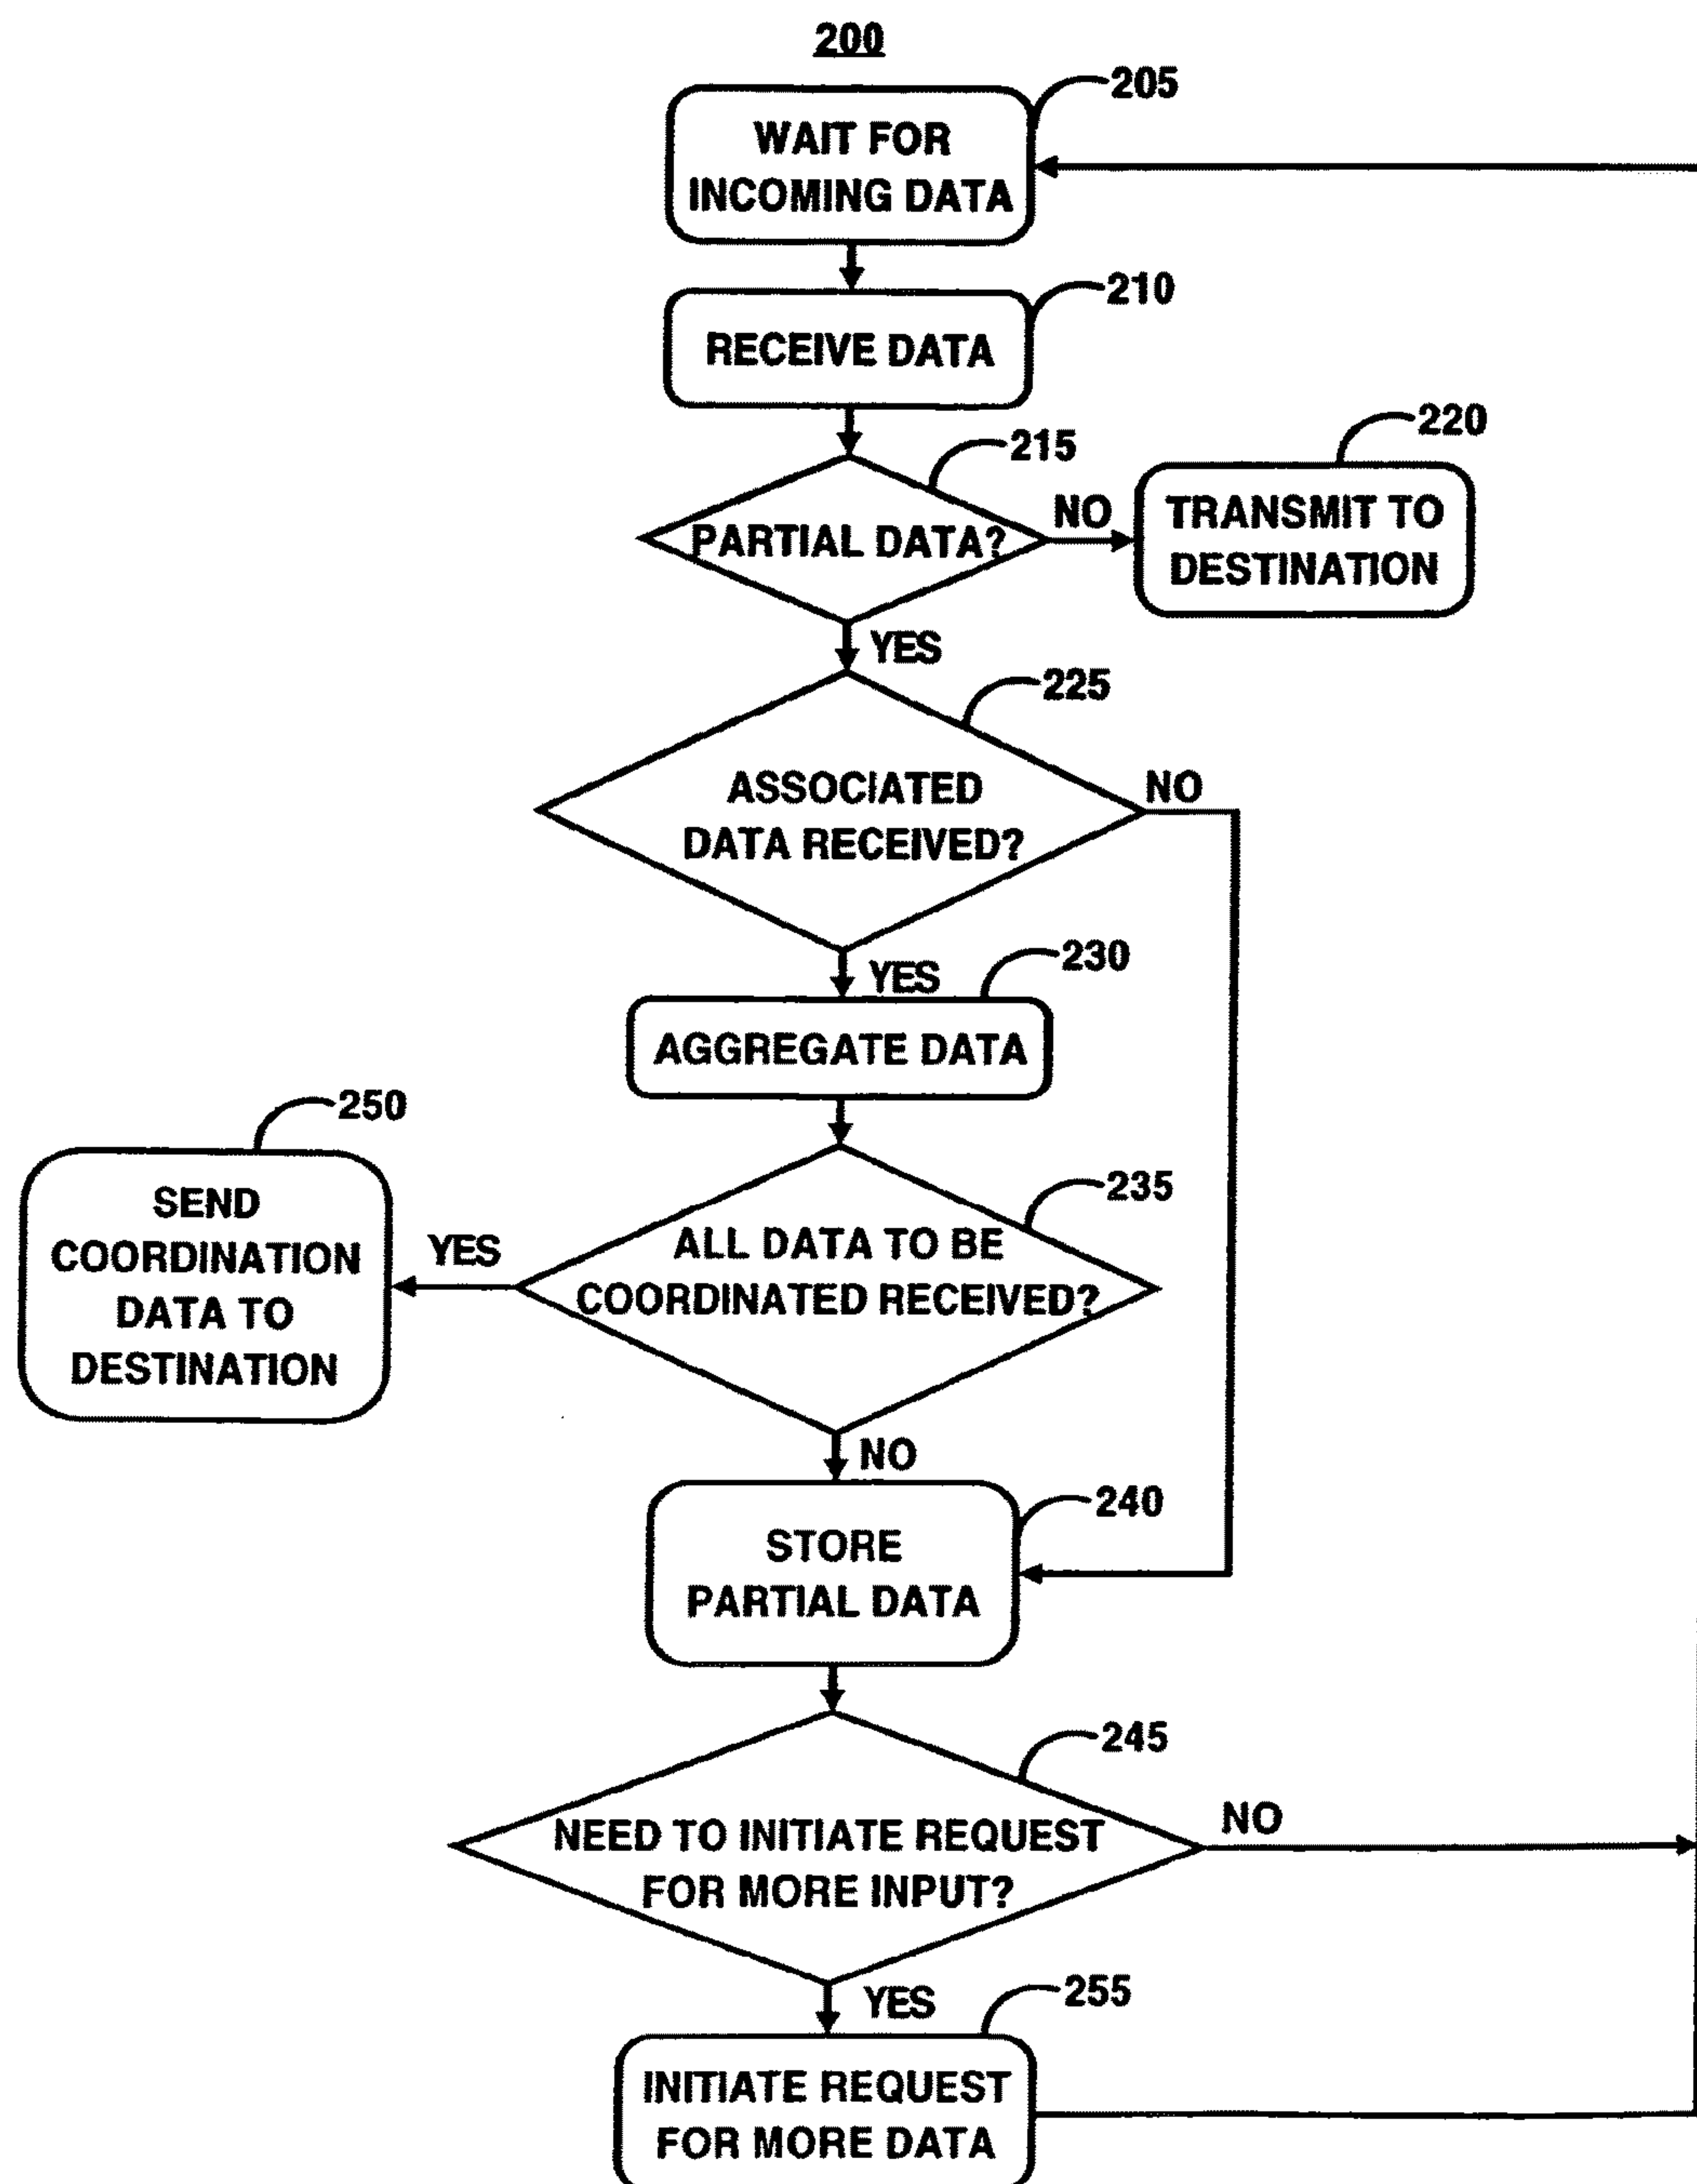 200
205
WAIT FOR
INCOMING DATA
210
RECEIVE DATA
215
PARTIAL DATA?
NO
220
TRANSMIT TO
DESTINATION
YES
225
ASSOCIATED
DATA RECEIVED?
NO
YES
230
AGGREGATE DATA
250
SEND
COORDINATION
DATA TO
DESTINATION
YES
235
ALL DATA TO BE
COORDINATED RECEIVED?
NO
240
STORE
PARTIAL DATA
245
NEED TO INITIATE REQUEST
FOR MORE INPUT?
NO
YES
255
INITIATE REQUEST
FOR MORE DATA